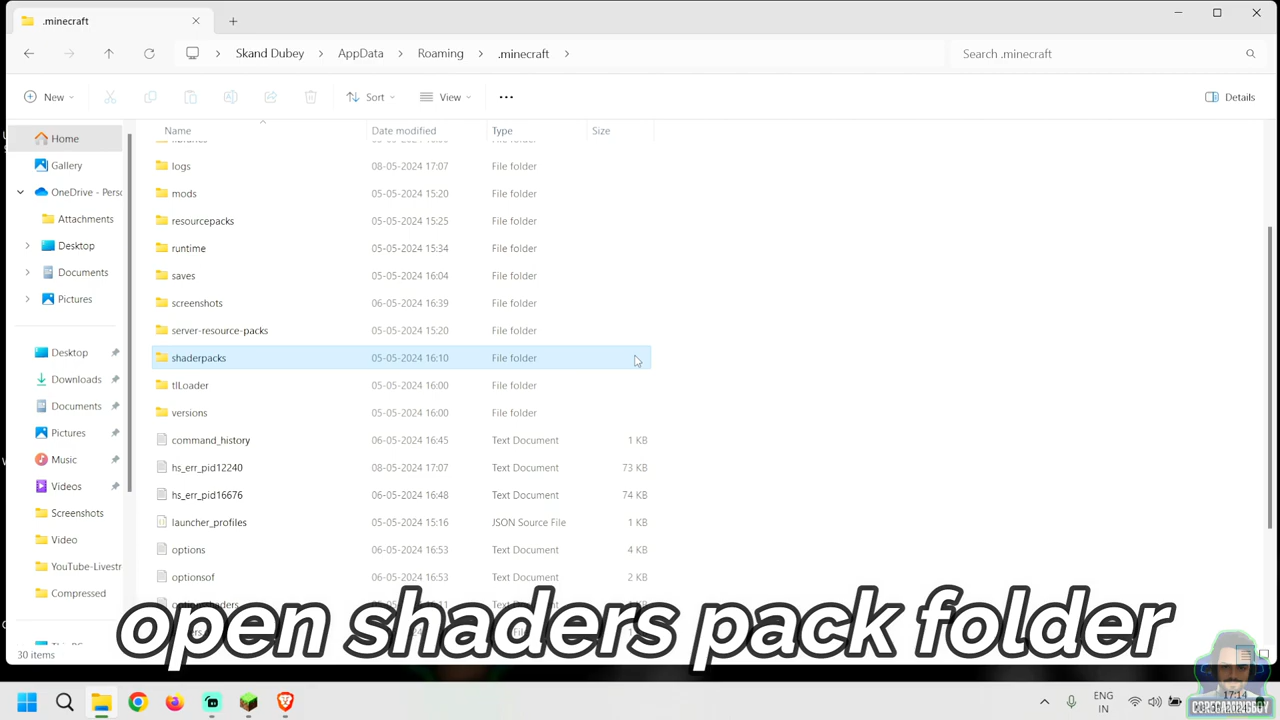 .minecraft
Skand Dubey > AppData > Roaming > .minecraft >
Search .minecraft
New
Sort
View
Details
Name Date modified Type Size
Home
Gallery
OneDrive - Pers
Attachments
Desktop
Documents
Pictures
Desktop
Downloads
Documents
Pictures
Music
Videos
Screenshots
Video
YouTube-Livestr
Compressed
logs 08-05-2024 17:07 File folder
mods 05-05-2024 15:20 File folder
resourcepacks 05-05-2024 15:25 File folder
runtime 05-05-2024 15:34 File folder
saves 05-05-2024 16:04 File folder
screenshots 06-05-2024 16:39 File folder
server-resource-packs 05-05-2024 15:20 File folder
shaderpacks 05-05-2024 16:10 File folder
tlLoader 05-05-2024 16:00 File folder
versions 05-05-2024 16:00 File folder
command_history 06-05-2024 16:45 Text Document 1 KB
hs_err_pid12240 08-05-2024 17:07 Text Document 73 KB
hs_err_pid16676 06-05-2024 16:48 Text Document 74 KB
launcher_profiles 05-05-2024 15:16 JSON Source File 1 KB
options 06-05-2024 16:53 Text Document 4 KB
optionsof 06-05-2024 16:53 Text Document 2 KB
open shaders pack folder
30 items
ENG
IN
17:14
COREGAMINGBOY